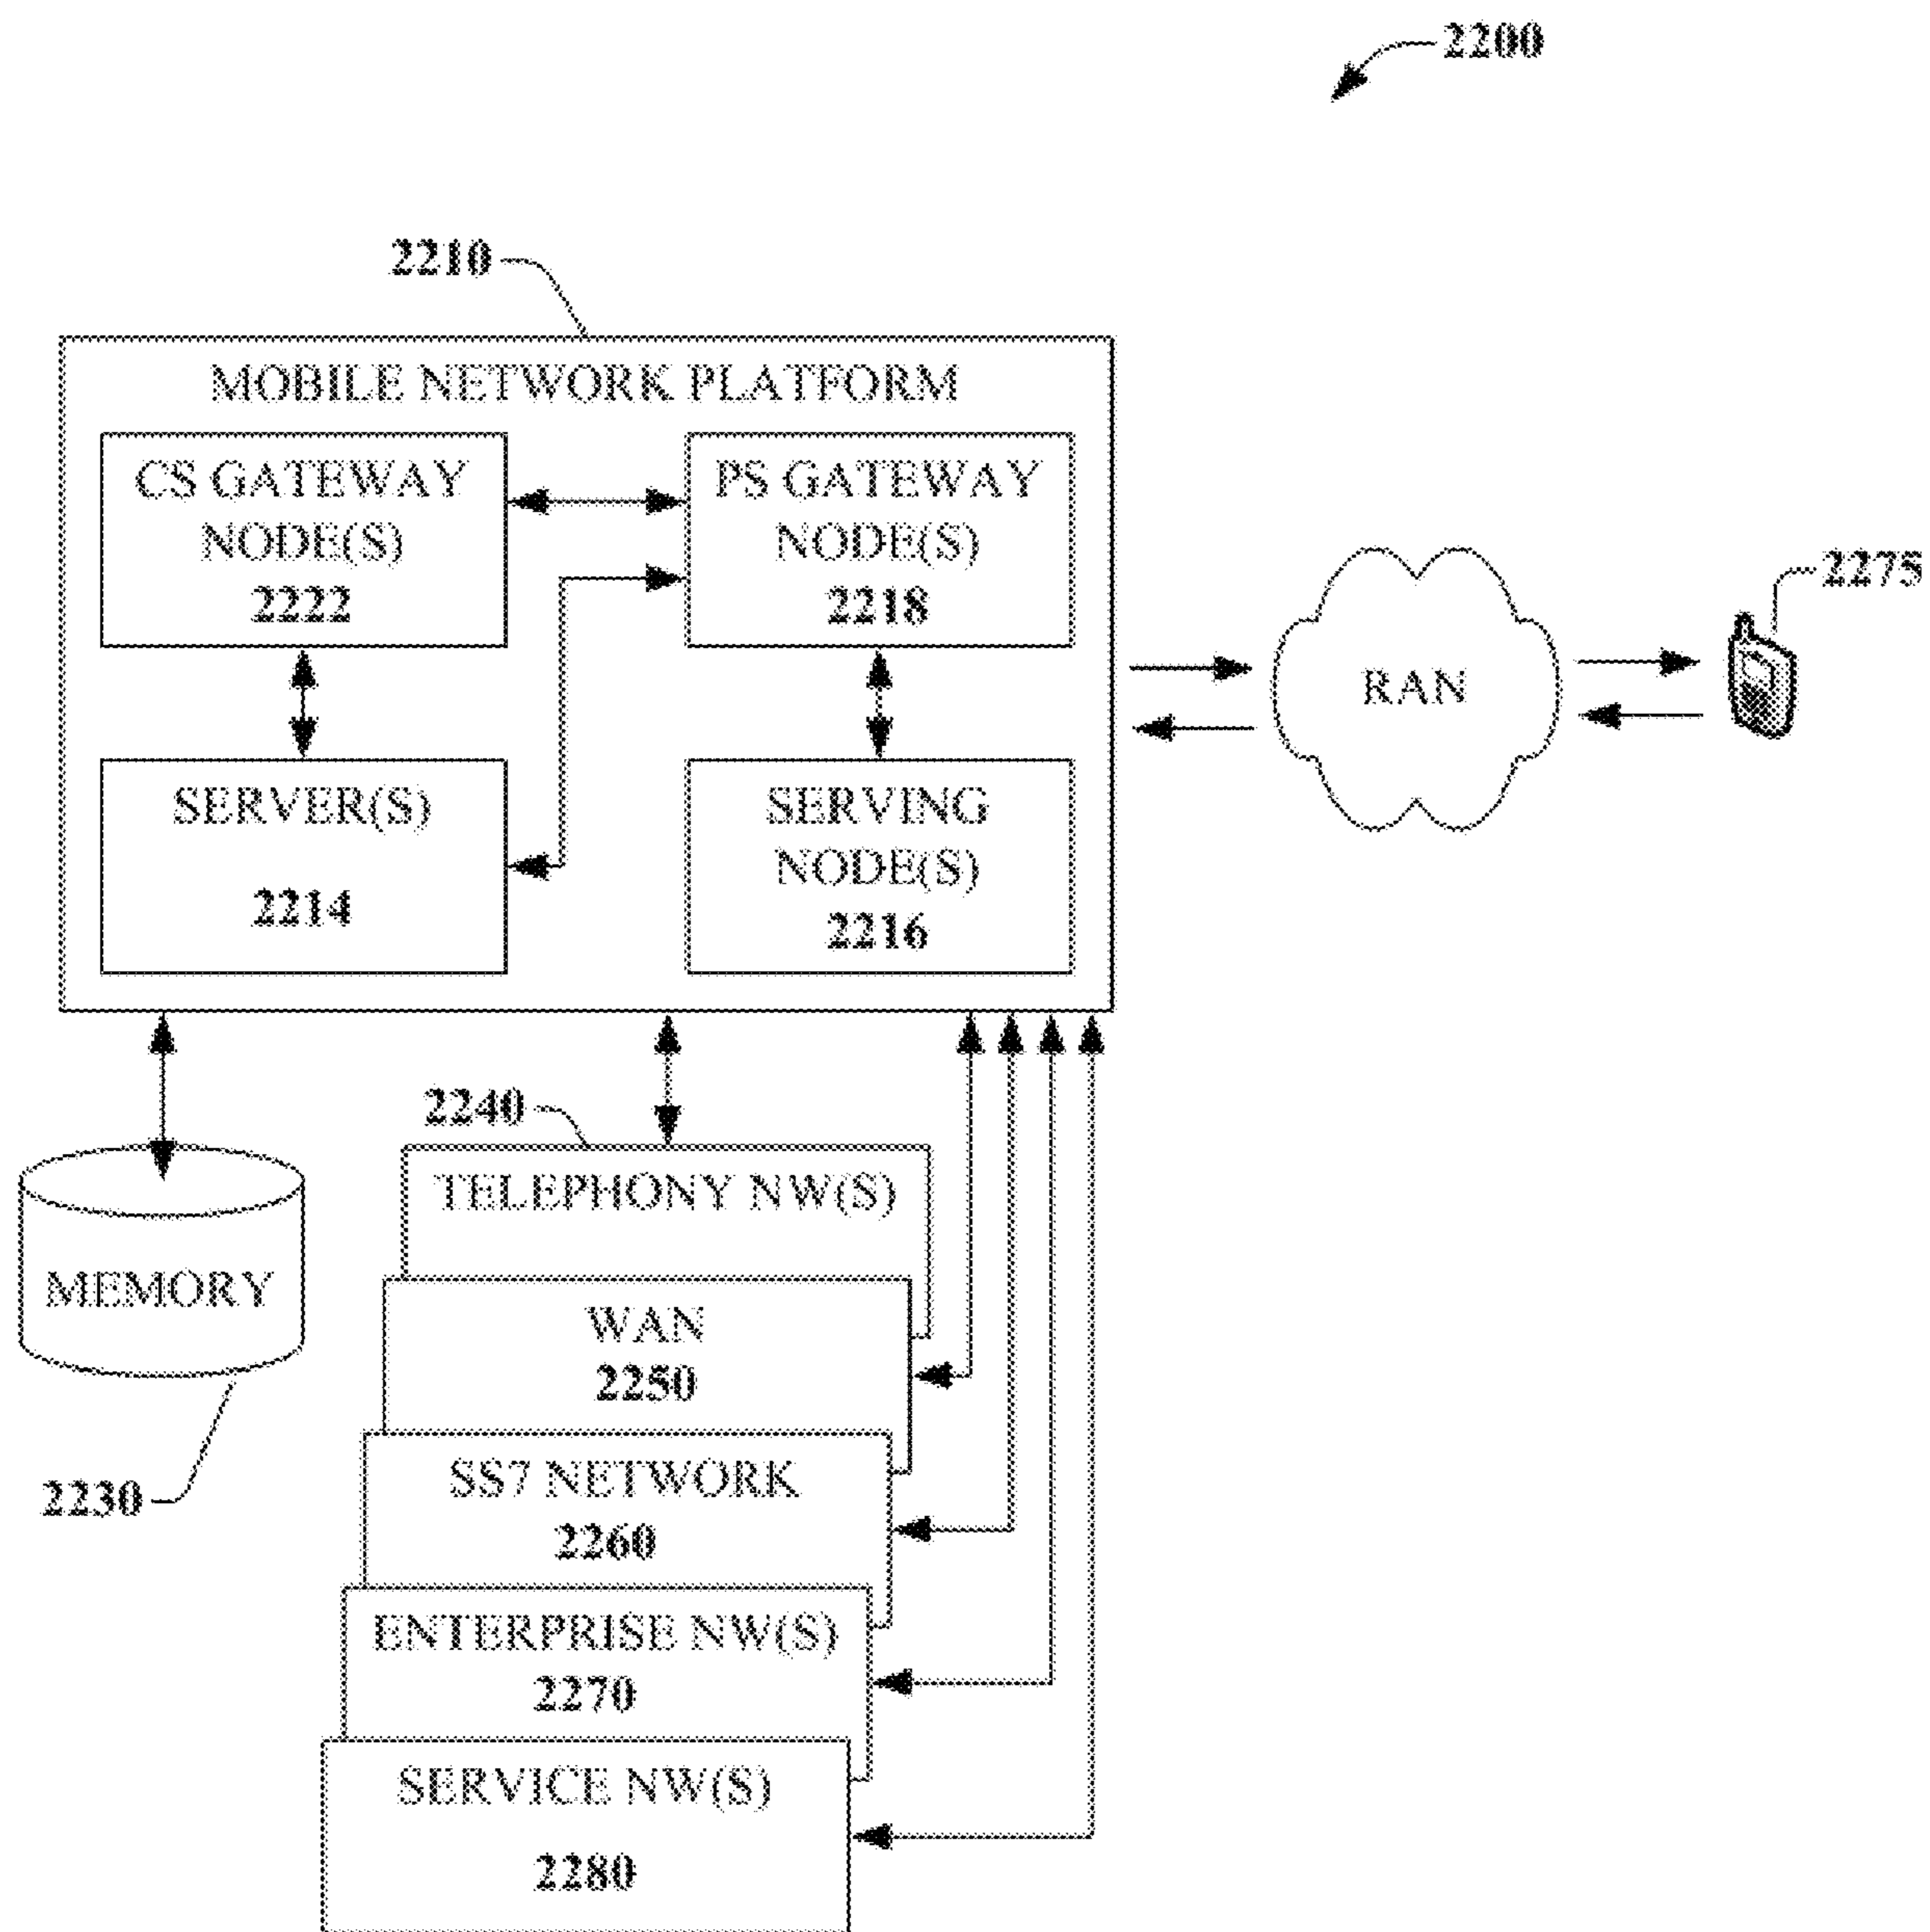 2200
2210
MOBILE NETWORK PLATFORM
CS GATEWAY
NODE(S)
2222
PS GATEWAY
NODE(S)
2218
SERVER(S)
2214
SERVING
NODE(S)
2216
RAN
2275
2240
TELEPHONY NW(S)
MEMORY
2230
WAN
2250
SS7 NETWORK
2260
ENTERPRISE NW(S)
2270
SERVICE NW(S)
2280